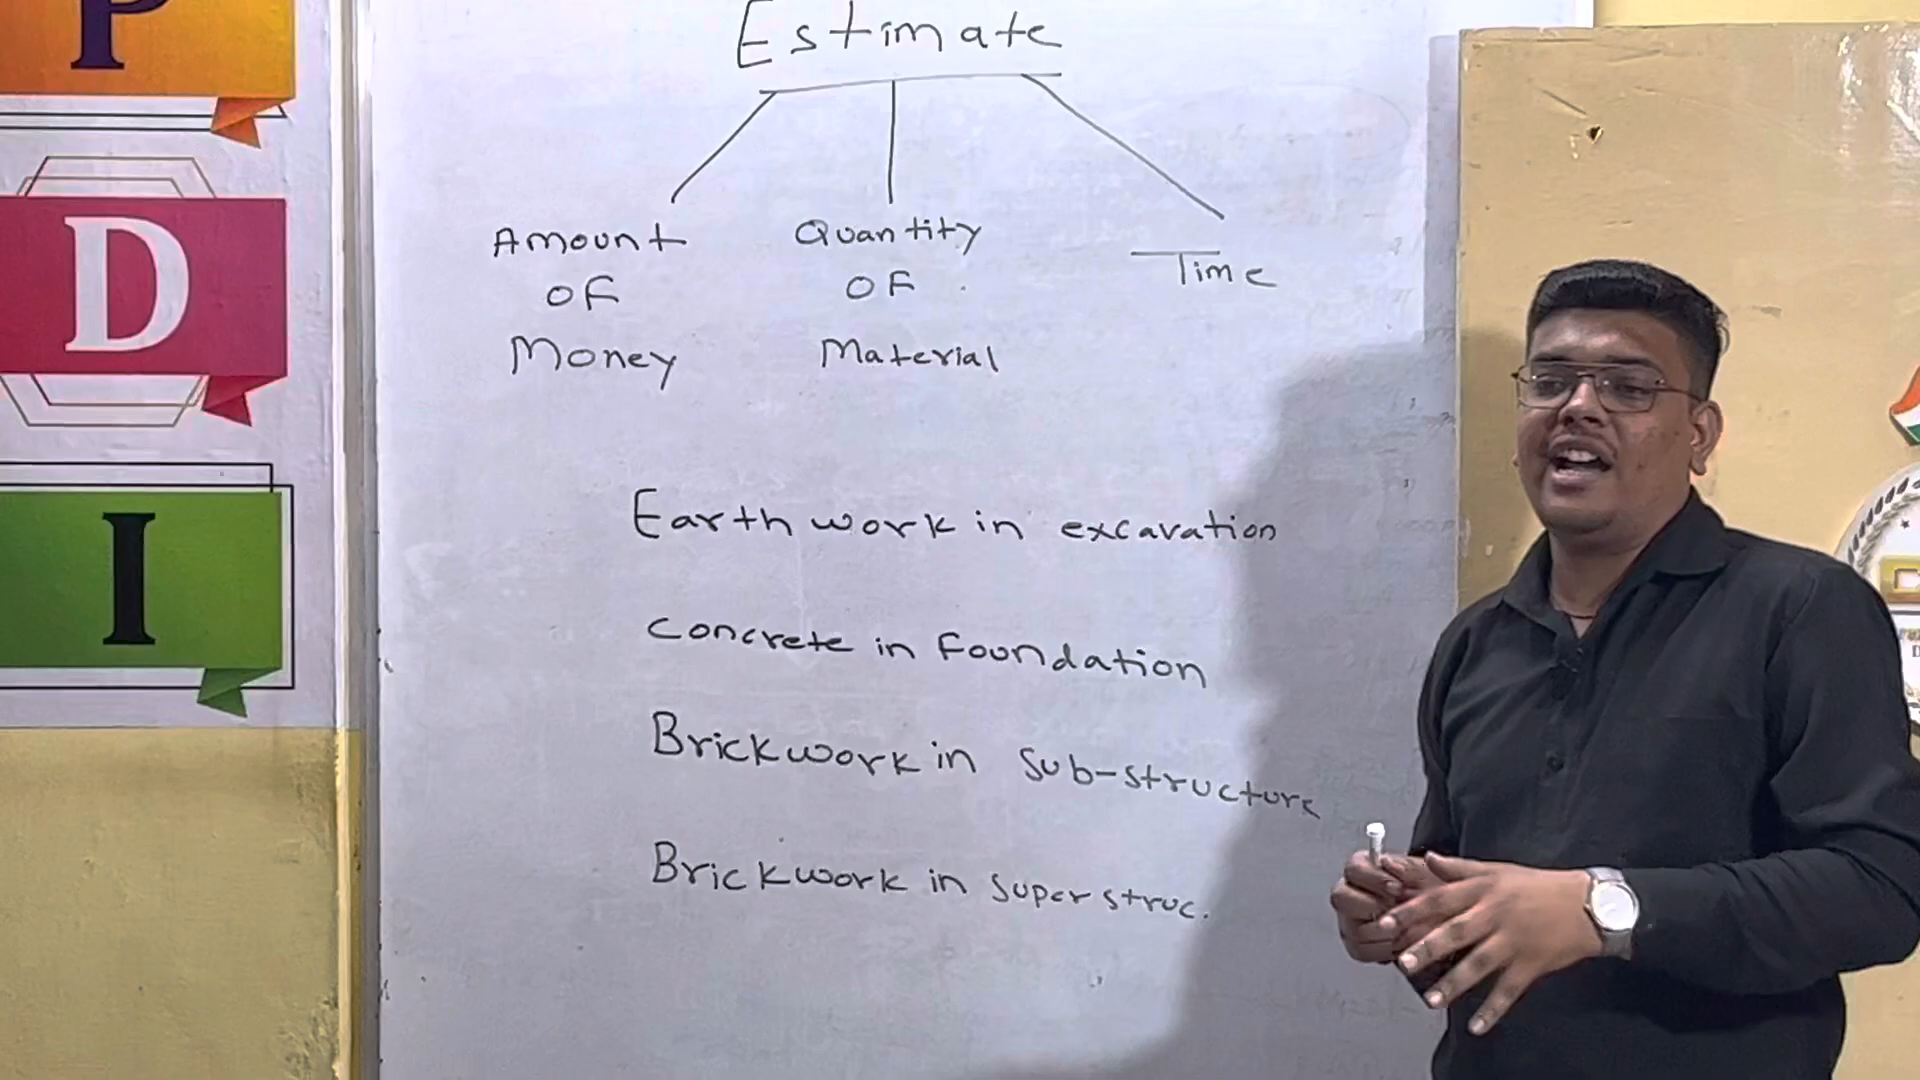 P
D
I
Estimate
Amount Quantity Time
OF OF
Money Material
Earth work in excavation
Concrete in Foundation
Brickwork in sub-structure
Brickwork in super struc.